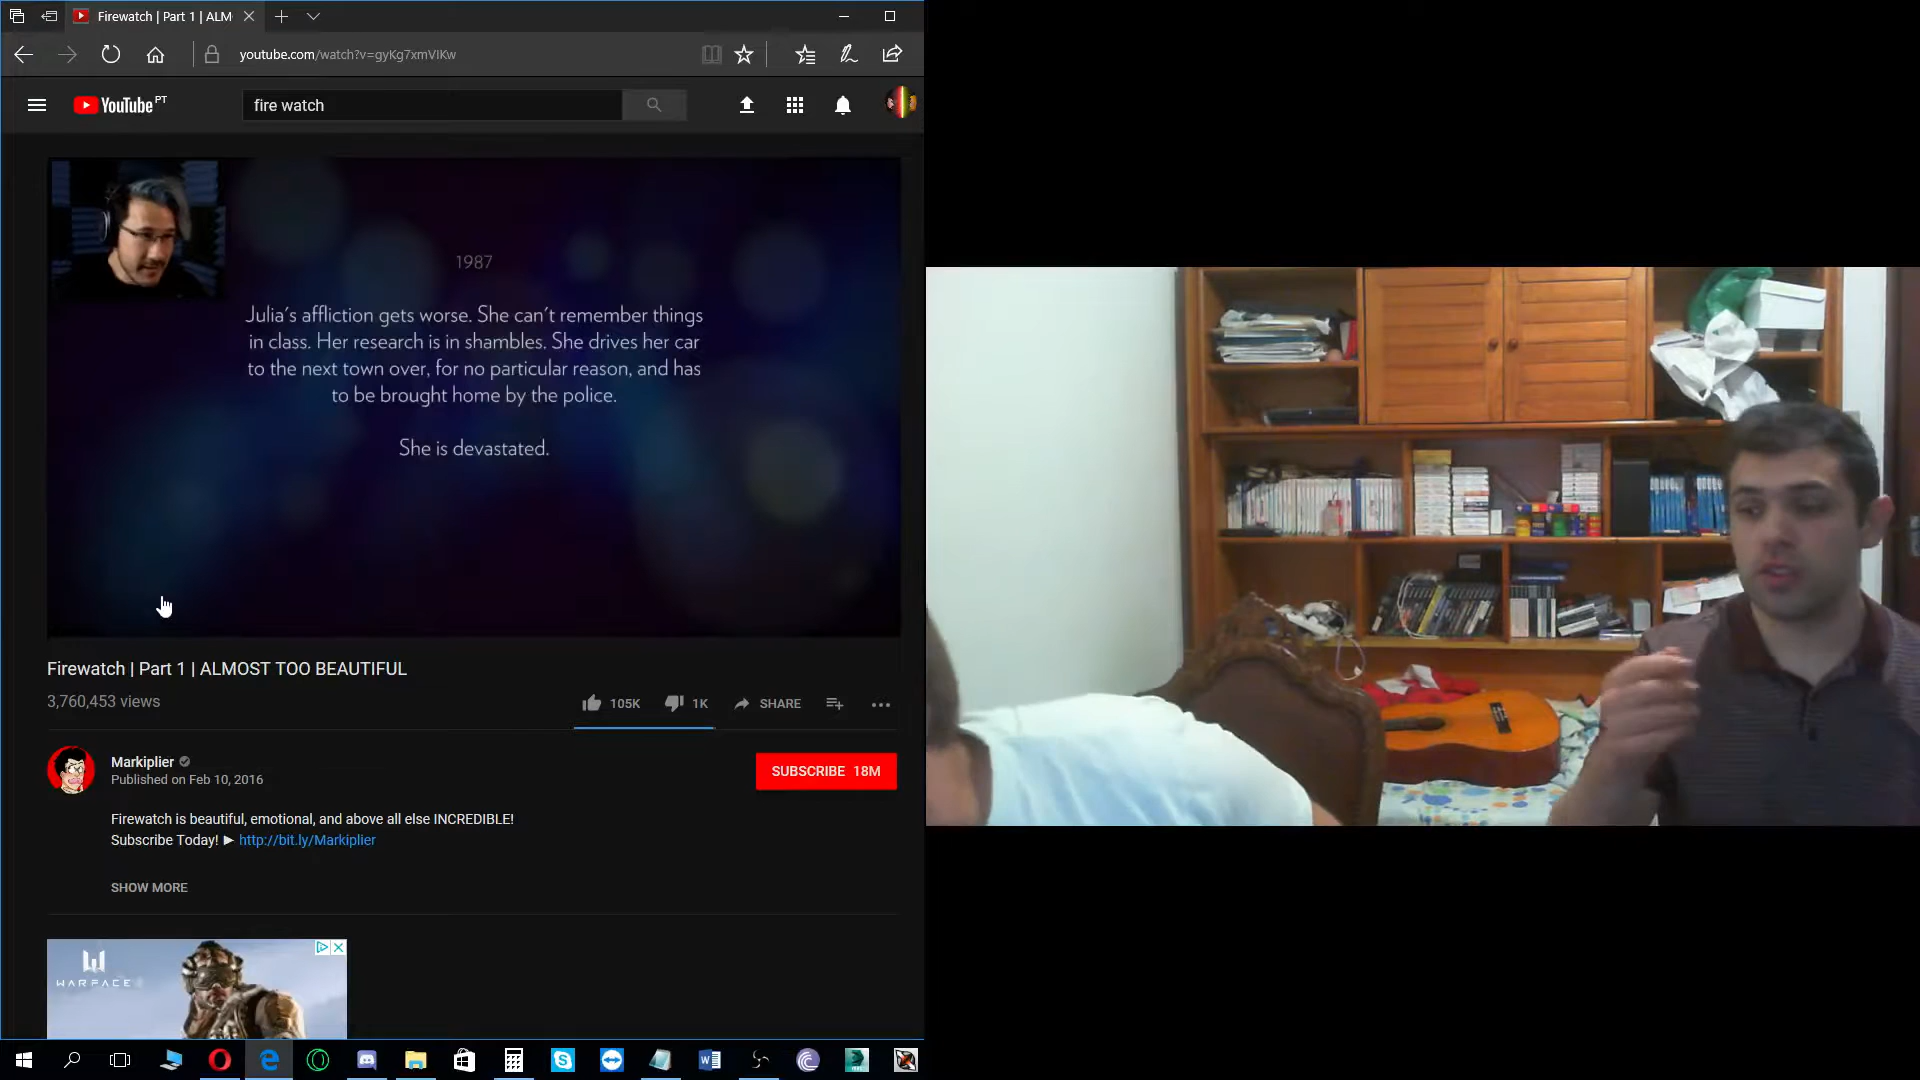 Firewatch | Part 1 | ALM
youtube.com/watch?v=gyKg7xmVIKw
YouTube PT
fire watch
1987
Julia's affliction gets worse. She can't remember things
in class. Her research is in shambles. She drives her car
to the next town over, for no particular reason, and has
to be brought home by the police.
She is devastated.
Firewatch | Part 1 | ALMOST TOO BEAUTIFUL
3,760,453 views
105K
1K
SHARE
Markiplier
Published on Feb 10, 2016
SUBSCRIBE 18M
Firewatch is beautiful, emotional, and above all else INCREDIBLE!
Subscribe Today! ► http://bit.ly/Markiplier
SHOW MORE
WARFACE